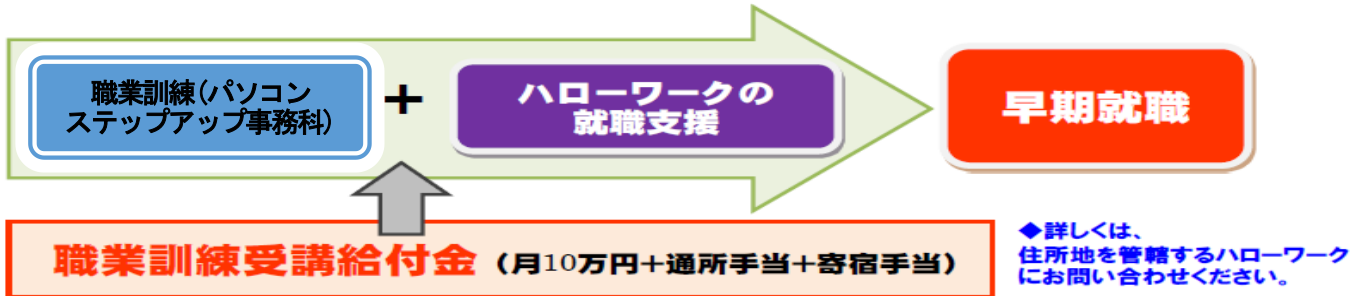 職業訓練(パソコン
ステップアップ事務科)
+
ハローワークの
就職支援
早期就職
職業訓練受講給付金(月10万円+通所手当+寄宿手当)
◆詳しくは、
住所地を管轄するハローワーク
にお問い合わせください。